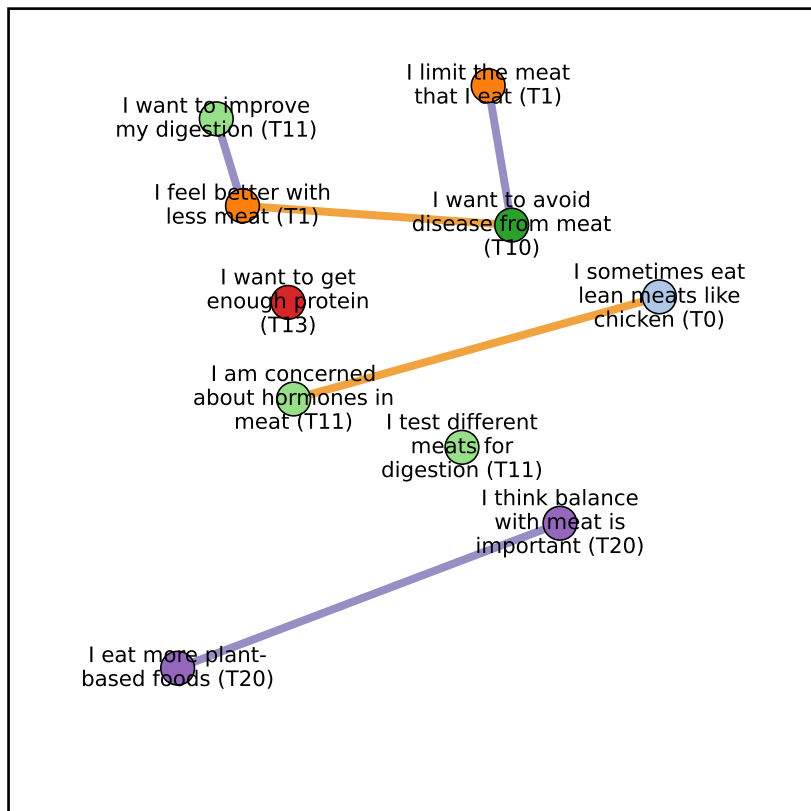 I limit the meat
that I eat (T1)
I want to improve
my digestion (T11)
I feel better with
less meat (T1)
I want to avoid
disease from meat
(T10)
I want to get
enough protein
(T13)
I sometimes eat
lean meats like
chicken (T0)
I am concerned
about hormones in
meat (T11)
I test different
meats for
digestion (T11)
I think balance
with meat is
important (T20)
I eat more plant-
based foods (T20)